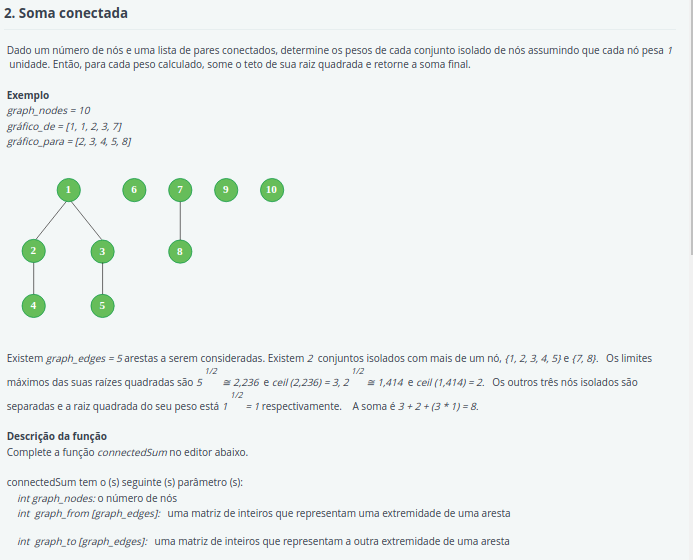 2. Soma conectada
Dado um número de nós e uma lista de pares conectados, determine os pesos de cada conjunto isolado de nós assumindo que cada nó pesa 1
unidade. Então, para cada peso calculado, some o teto de sua raiz quadrada e retorne a soma final.
Exemplo
graph_nodes = 10
gráfico_de = [1, 1, 2, 3, 7]
gráfico_para = [2, 3, 4, 5, 8]
1 6 7 9 10
2 3 8
4 5
Existem graph_edges = 5 arestas a serem consideradas. Existem 2 conjuntos isolados com mais de um nó, {1, 2, 3, 4, 5} e {7, 8}. Os limites
máximos das suas raízes quadradas são 5 1/2 ≅ 2,236 e ceil (2,236) = 3, 2 1/2 ≅ 1,414 e ceil (1,414) = 2. Os outros três nós isolados são
separadas e a raiz quadrada do seu peso está 1 1/2 = 1 respectivamente. A soma é 3 + 2 + (3 * 1) = 8.
Descrição da função
Complete a função connectedSum no editor abaixo.
connectedSum tem o (s) seguinte (s) parâmetro (s):
int graph_nodes: o número de nós
int graph_from [graph_edges]: uma matriz de inteiros que representam uma extremidade de uma aresta
int graph_to [graph_edges]: uma matriz de inteiros que representam a outra extremidade de uma aresta